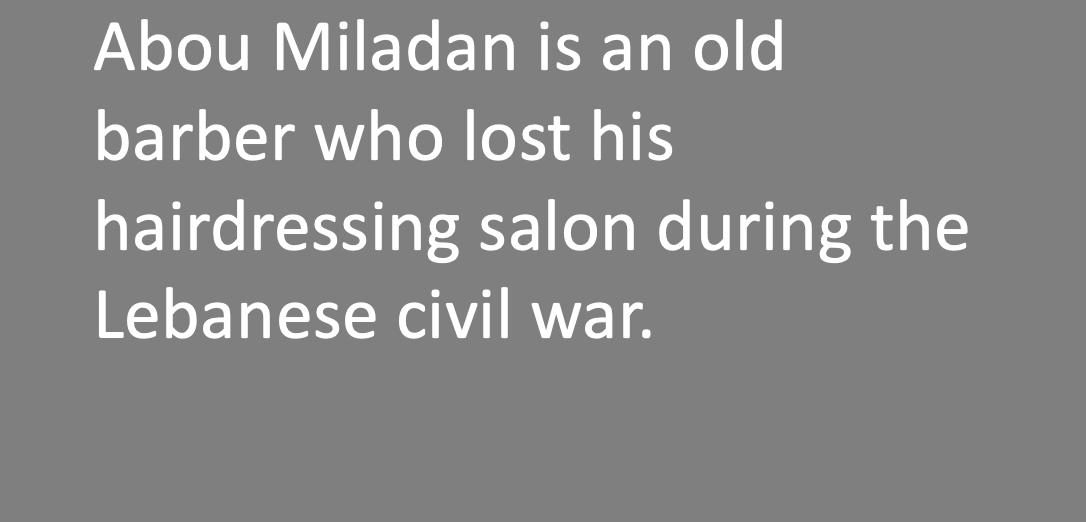 Abou Miladan is an old
barber who lost his
hairdressing salon during the
Lebanese civil war.